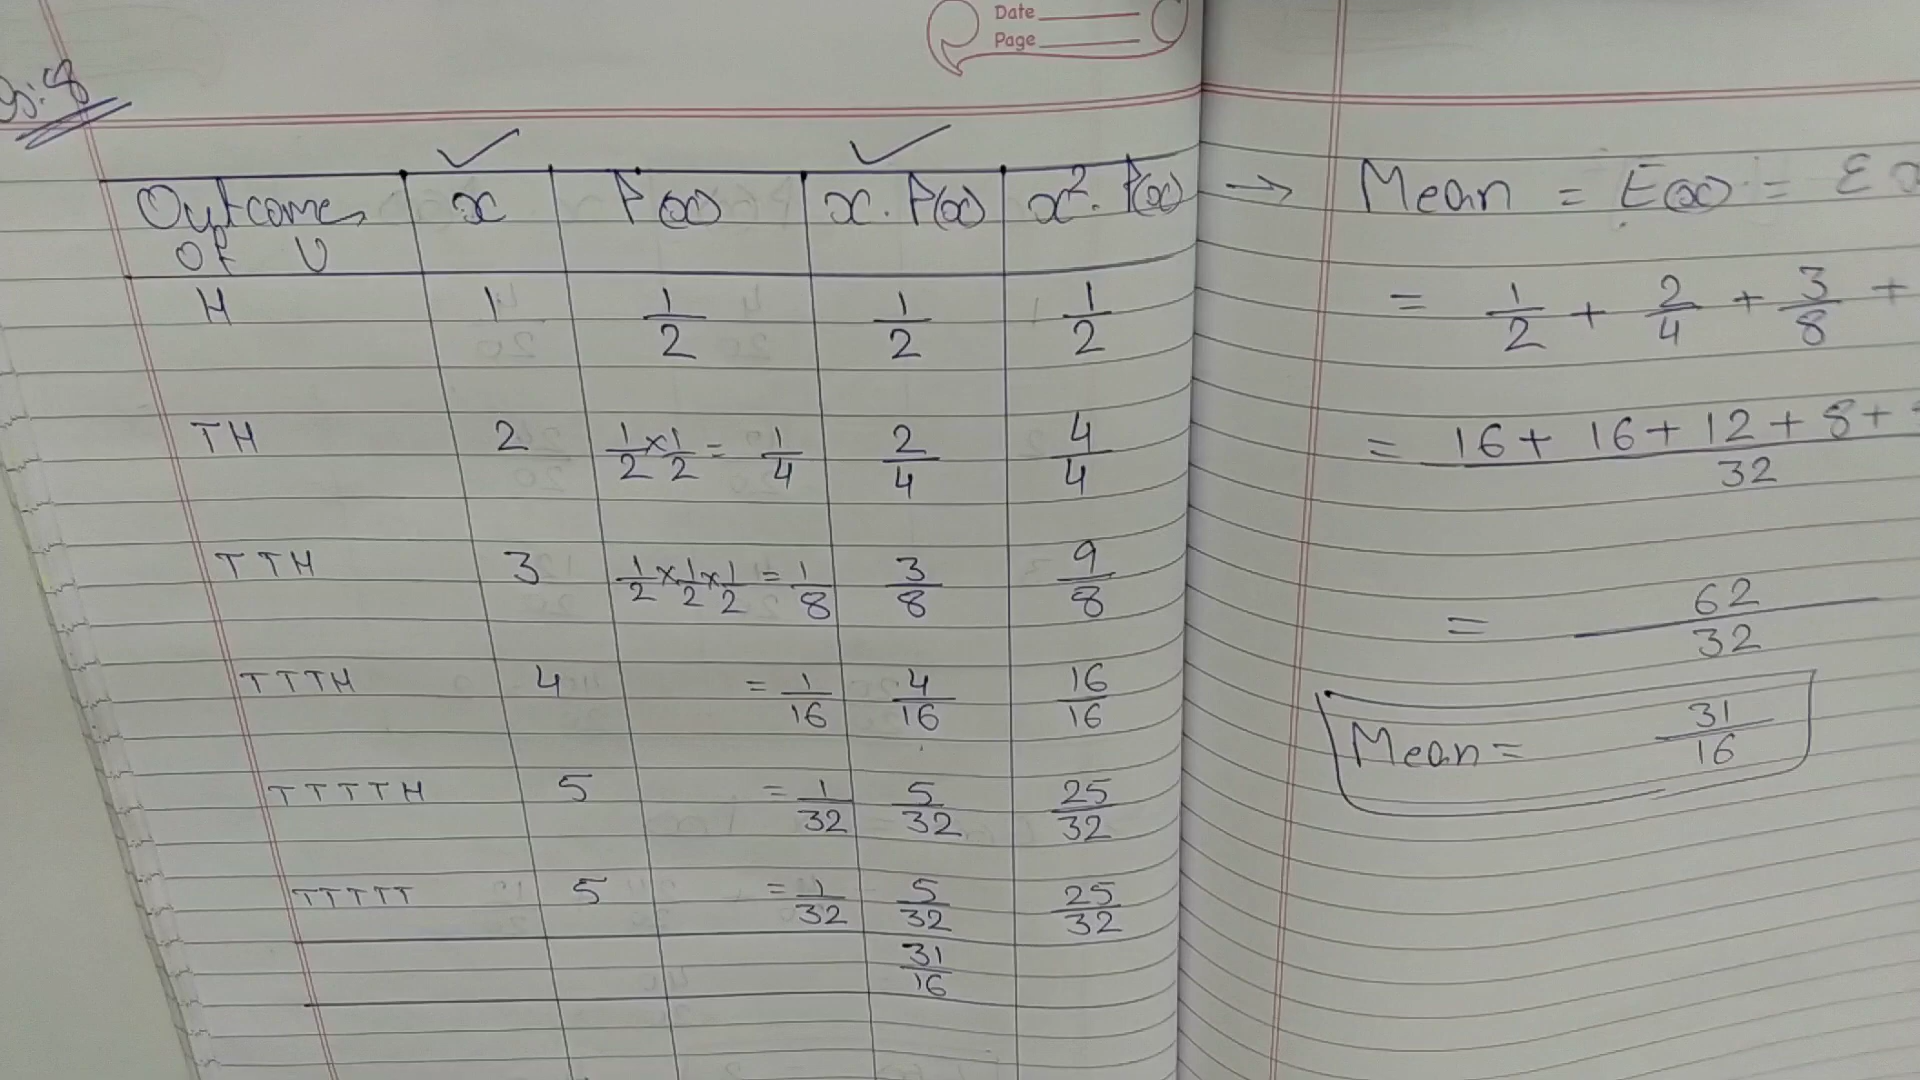 Date
Page
Outcomes of U | x | P(x) | x.P(x) | x². P(x)
H | 1 | 1/2 | 1/2 | 1/2
TH | 2 | 1/2 × 1/2 = 1/4 | 2/4 | 4/4
TTH | 3 | 1/2 × 1/2 × 1/2 = 1/8 | 3/8 | 9/8
TTTH | 4 | = 1/16 | 4/16 | 16/16
TTTTH | 5 | = 1/32 | 5/32 | 25/32
TTTTT | 5 | = 1/32 | 5/32 | 25/32
31/16
→ Mean = E(x) = Σx
= 1/2 + 2/4 + 3/8 +
= 16 + 16 + 12 + 8 + / 32
= 62/32
Mean = 31/16